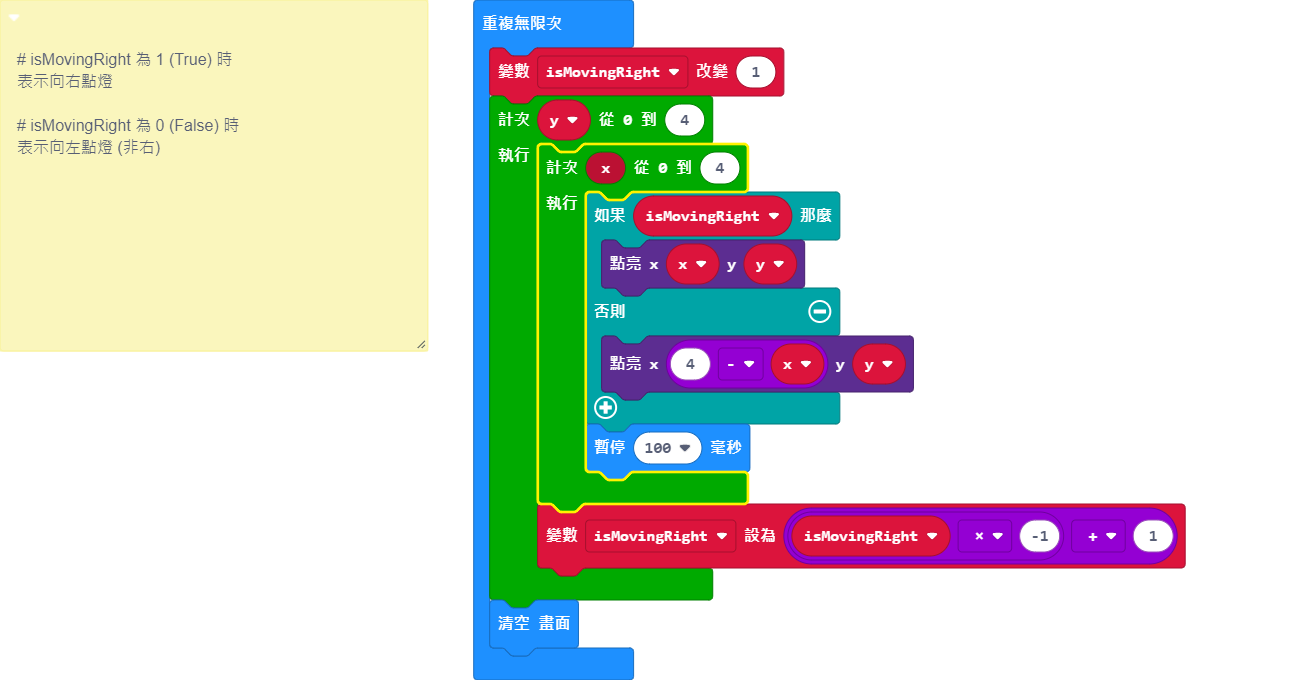 # isMovingRight 為 1 (True) 時
表示向右點燈
# isMovingRight 為 0 (False) 時
表示向左點燈 (非右)
重複無限次
變數 isMovingRight 改變 1
計次 y 從 0 到 4
執行
計次 x 從 0 到 4
執行
如果 isMovingRight 那麼
點亮 x x y y
否則
點亮 x 4 - x y y
暫停 100 毫秒
變數 isMovingRight 設為 isMovingRight × -1 + 1
清空 畫面